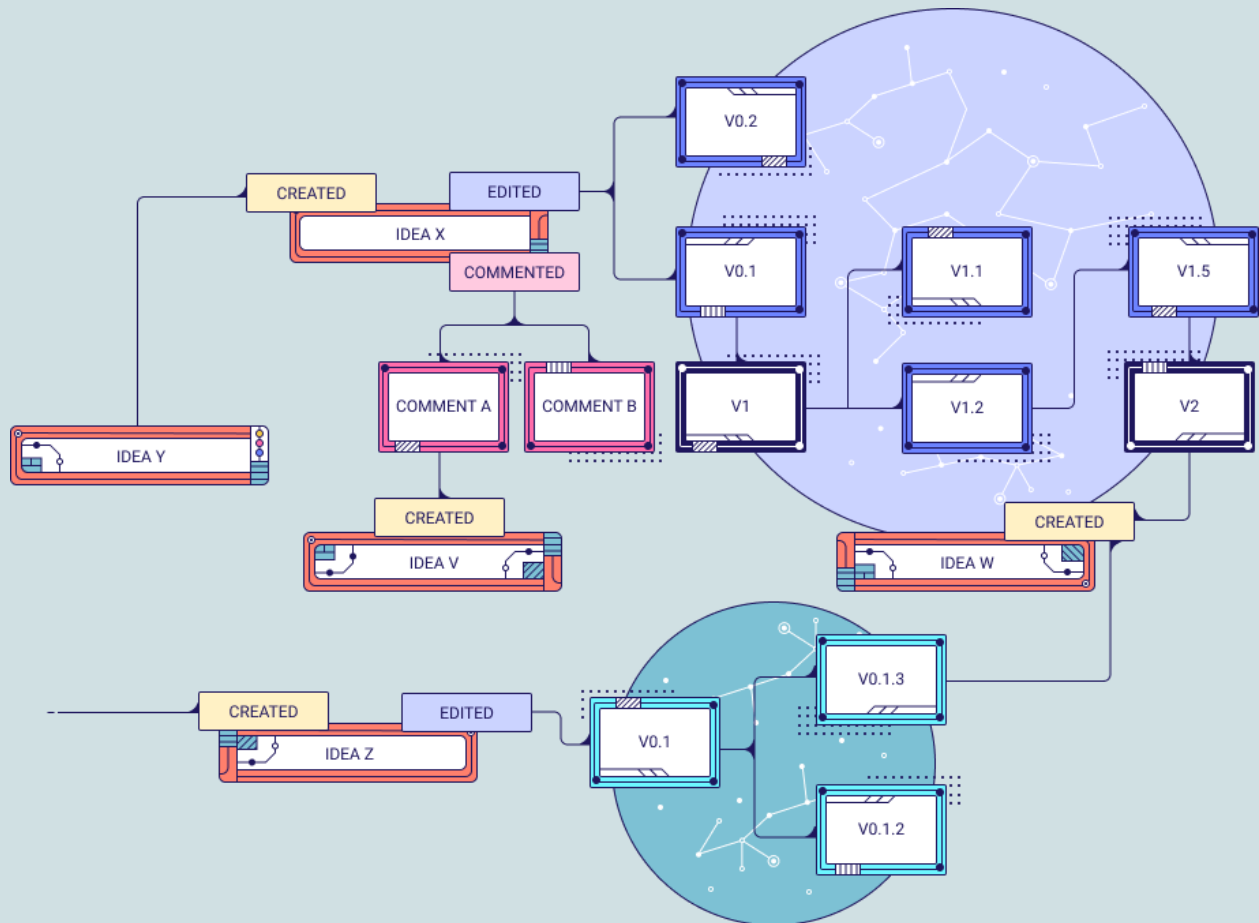 V0.2
CREATED
EDITED
IDEA X
V0.1
V1.1
V1.5
COMMENTED
COMMENT A
COMMENT B
V1
V1.2
V2
IDEA Y
CREATED
CREATED
IDEA V
IDEA W
V0.1.3
CREATED
EDITED
V0.1
IDEA Z
V0.1.2